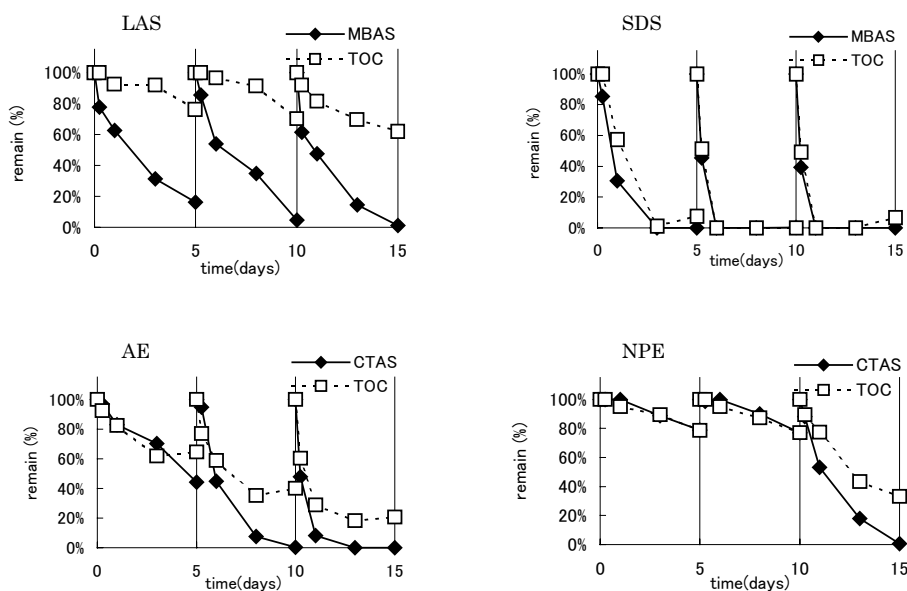 LAS
MBAS
TOC
100%
80%
60%
40%
20%
0%
remain (%)
0
5
10
15
time(days)
SDS
MBAS
TOC
100%
80%
60%
40%
20%
0%
remain (%)
0
5
10
15
time(days)
AE
CTAS
TOC
100%
80%
60%
40%
20%
0%
remain (%)
0
5
10
15
time(days)
NPE
CTAS
TOC
100%
80%
60%
40%
20%
0%
remain (%)
0
5
10
15
time(days)